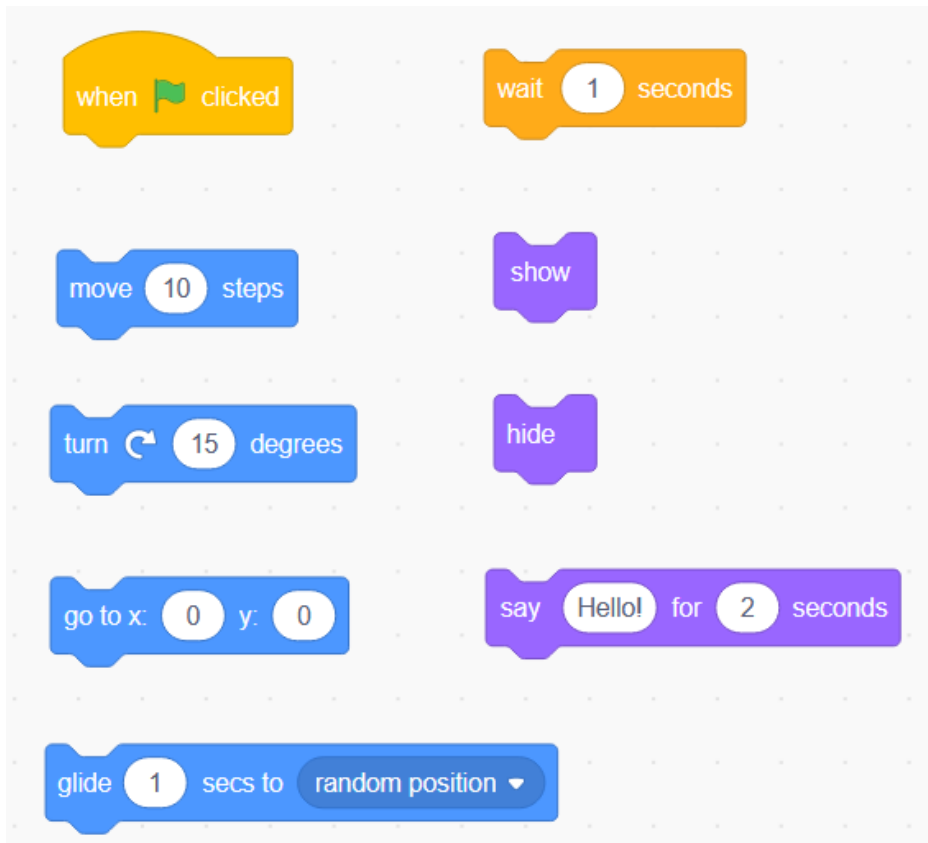 when clicked
wait 1 seconds
move 10 steps
show
turn 15 degrees
hide
go to x: 0 y: 0
say Hello! for 2 seconds
glide 1 secs to random position